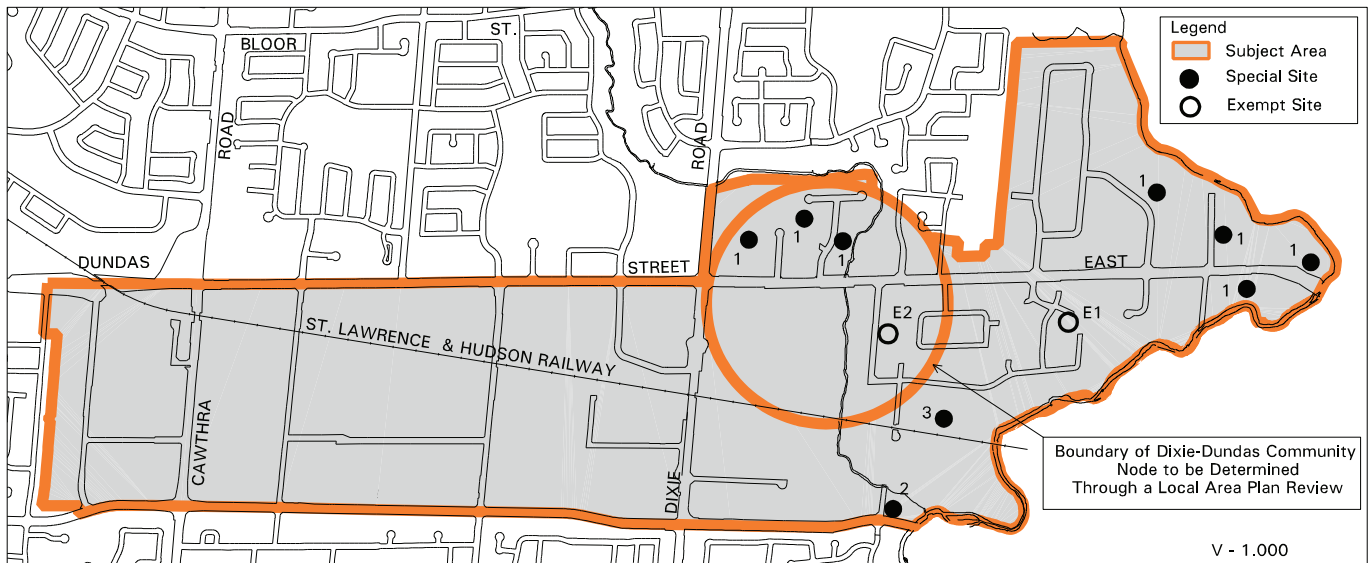 Legend
Subject Area
Special Site
Exempt Site
BLOOR
ST.
ROAD
ROAD
1
1
1
1
1
1
1
DUNDAS
STREET
EAST
E2
E1
ST. LAWRENCE & HUDSON RAILWAY
CAWTHRA
DIXIE
3
2
Boundary of Dixie-Dundas Community
Node to be Determined
Through a Local Area Plan Review
V - 1.000